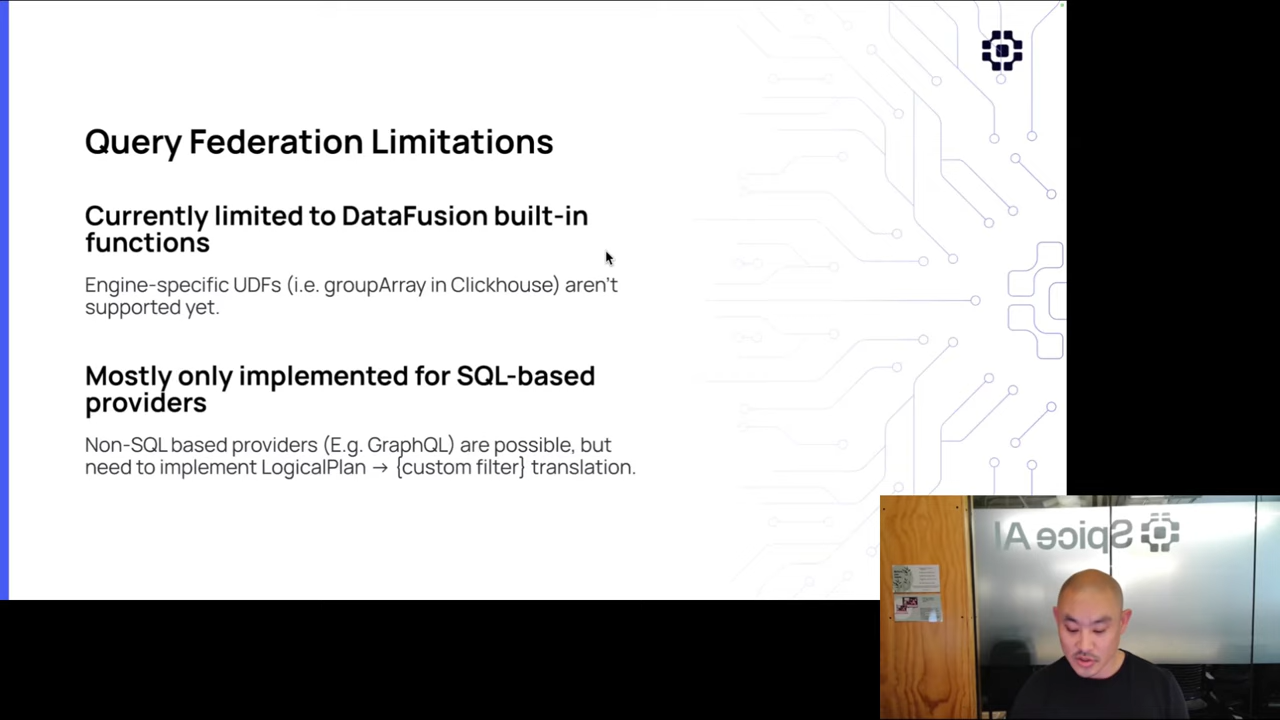 Query Federation Limitations
Currently limited to DataFusion built-in
functions
Engine-specific UDFs (i.e. groupArray in Clickhouse) aren't
supported yet.
Mostly only implemented for SQL-based
providers
Non-SQL based providers (E.g. GraphQL) are possible, but
need to implement LogicalPlan → {custom filter} translation.
Spice AI